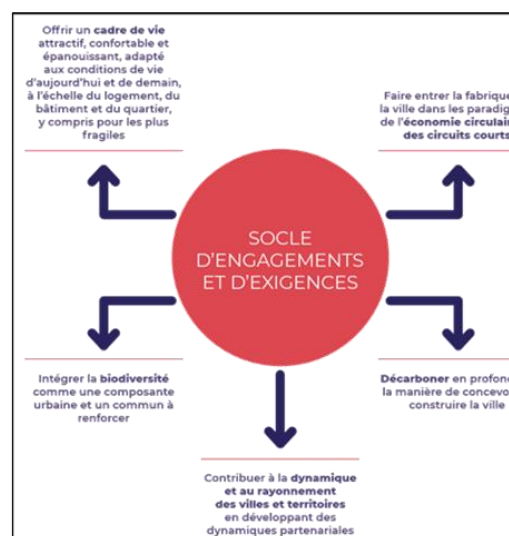 Offrir un cadre de vie
attractif, confortable et
épanouissant, adapté
aux conditions de vie
d'aujourd'hui et de demain,
à l'échelle du logement, du
bâtiment et du quartier,
y compris pour les plus
fragiles
Faire entrer la fabrique
la ville dans les
de l'économie
des circuits courts
SOCLE
D'ENGAGEMENTS
ET D'EXIGENCES
Intégrer la biodiversité
comme une composante
urbaine et un commun à
renforcer
Décarboner en
la manière de
construire la ville
Contribuer à la dynamique
et au rayonnement
des villes et territoires
en développant des
dynamiques partenariales